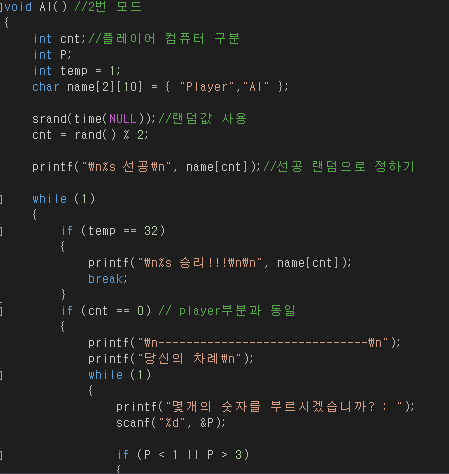 void AI() //2번 모드
{
int cnt;//플레이어 컴퓨터 구분
int P;
int temp = 1;
char name[2][10] = { "Player","AI" };
srand(time(NULL));//랜덤값 사용
cnt = rand() % 2;
printf("₩n%s 선공₩n", name[cnt]);//선공 랜덤으로 정하기
while (1)
{
if (temp == 32)
{
printf("₩n%s 승리!!!₩n₩n", name[cnt]);
break;
}
if (cnt == 0) // player부분과 동일
{
printf("₩n------------------------------₩n");
printf("당신의 차례₩n");
while (1)
{
printf("몇개의 숫자를 부르시겠습니까? : ");
scanf("%d", &P);
if (P < 1 || P > 3)
{